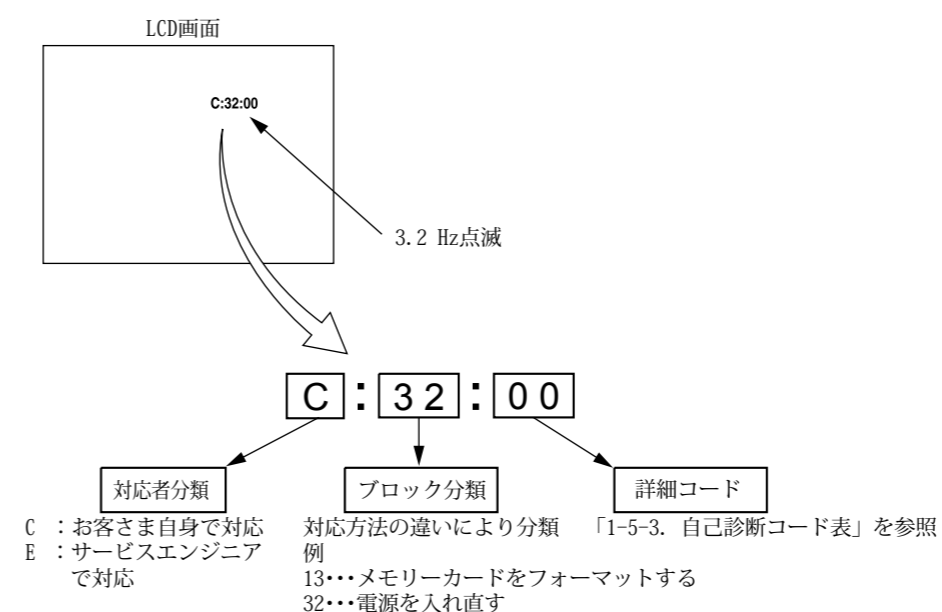 LCD画面
C:32:00
3.2 Hz点滅
C:32:00
対応者分類
C :お客さま自身で対応
E :サービスエンジニア
で対応
ブロック分類
対応方法の違いにより分類
例
13･･･メモリーカードをフォーマットする
32･･･電源を入れ直す
詳細コード
「1-5-3. 自己診断コード表」を参照